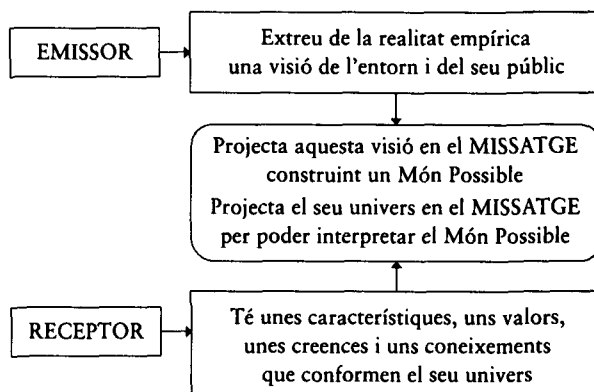 EMISSOR
Extreu de la realitat empírica
una visió de l'entorn i del seu públic
Projecta aquesta visió en el MISSATGE
construint un Món Possible
Projecta el seu univers en el MISSATGE
per poder interpretar el Món Possible
RECEPTOR
Té unes característiques, uns valors,
unes creences i uns coneixements
que conformen el seu univers